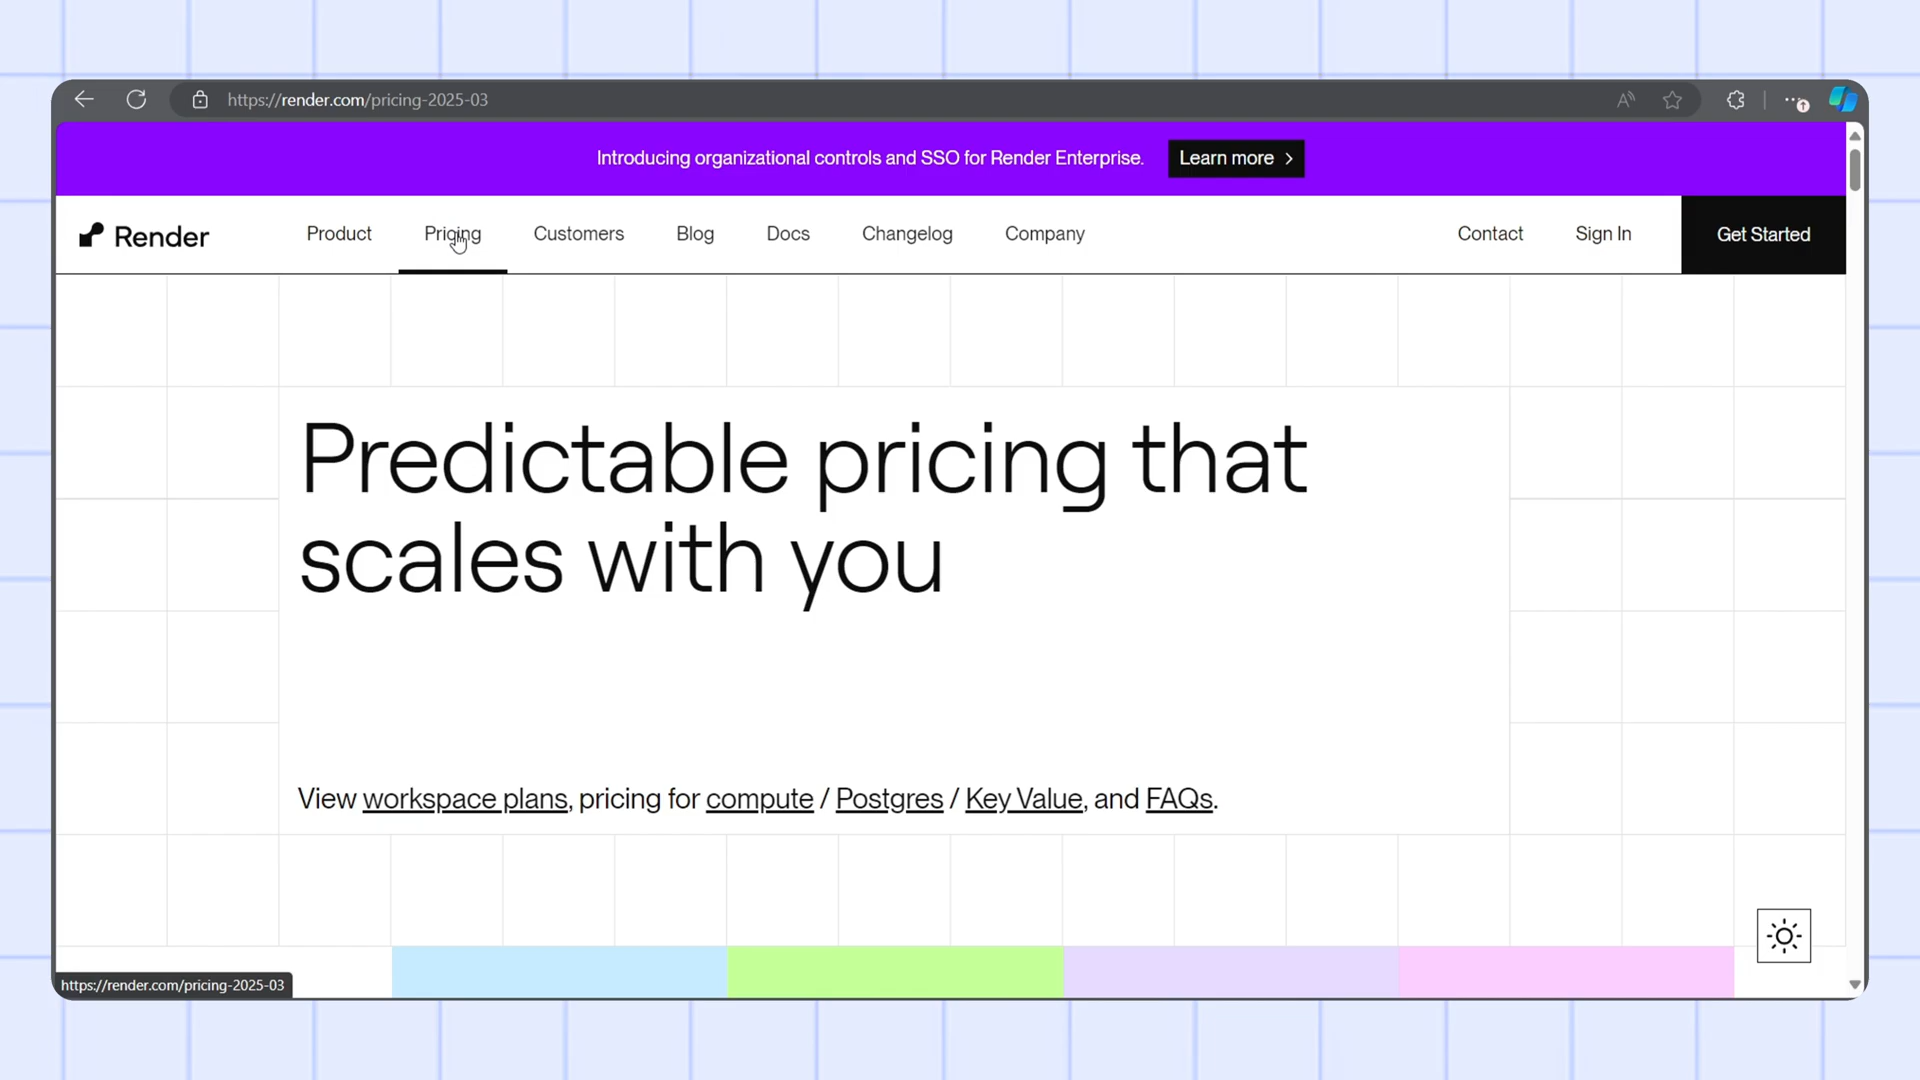 https://render.com/pricing-2025-03
Introducing organizational controls and SSO for Render Enterprise.
Learn more
Render
Product
Pricing
Customers
Blog
Docs
Changelog
Company
Contact
Sign In
Get Started
Predictable pricing that
scales with you
View workspace plans, pricing for compute / Postgres / Key Value, and FAQs.
https://render.com/pricing-2025-03